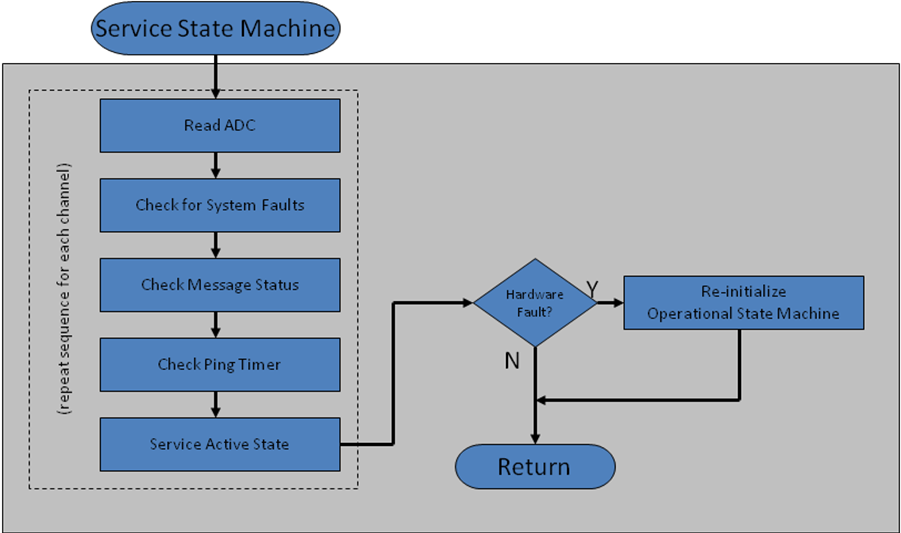 Service State Machine
Read ADC
Check for System Faults
Check Message Status
Check Ping Timer
Service Active State
(repeat sequence for each channel)
Hardware
Fault?
Y
N
Re-initialize
Operational State Machine
Return